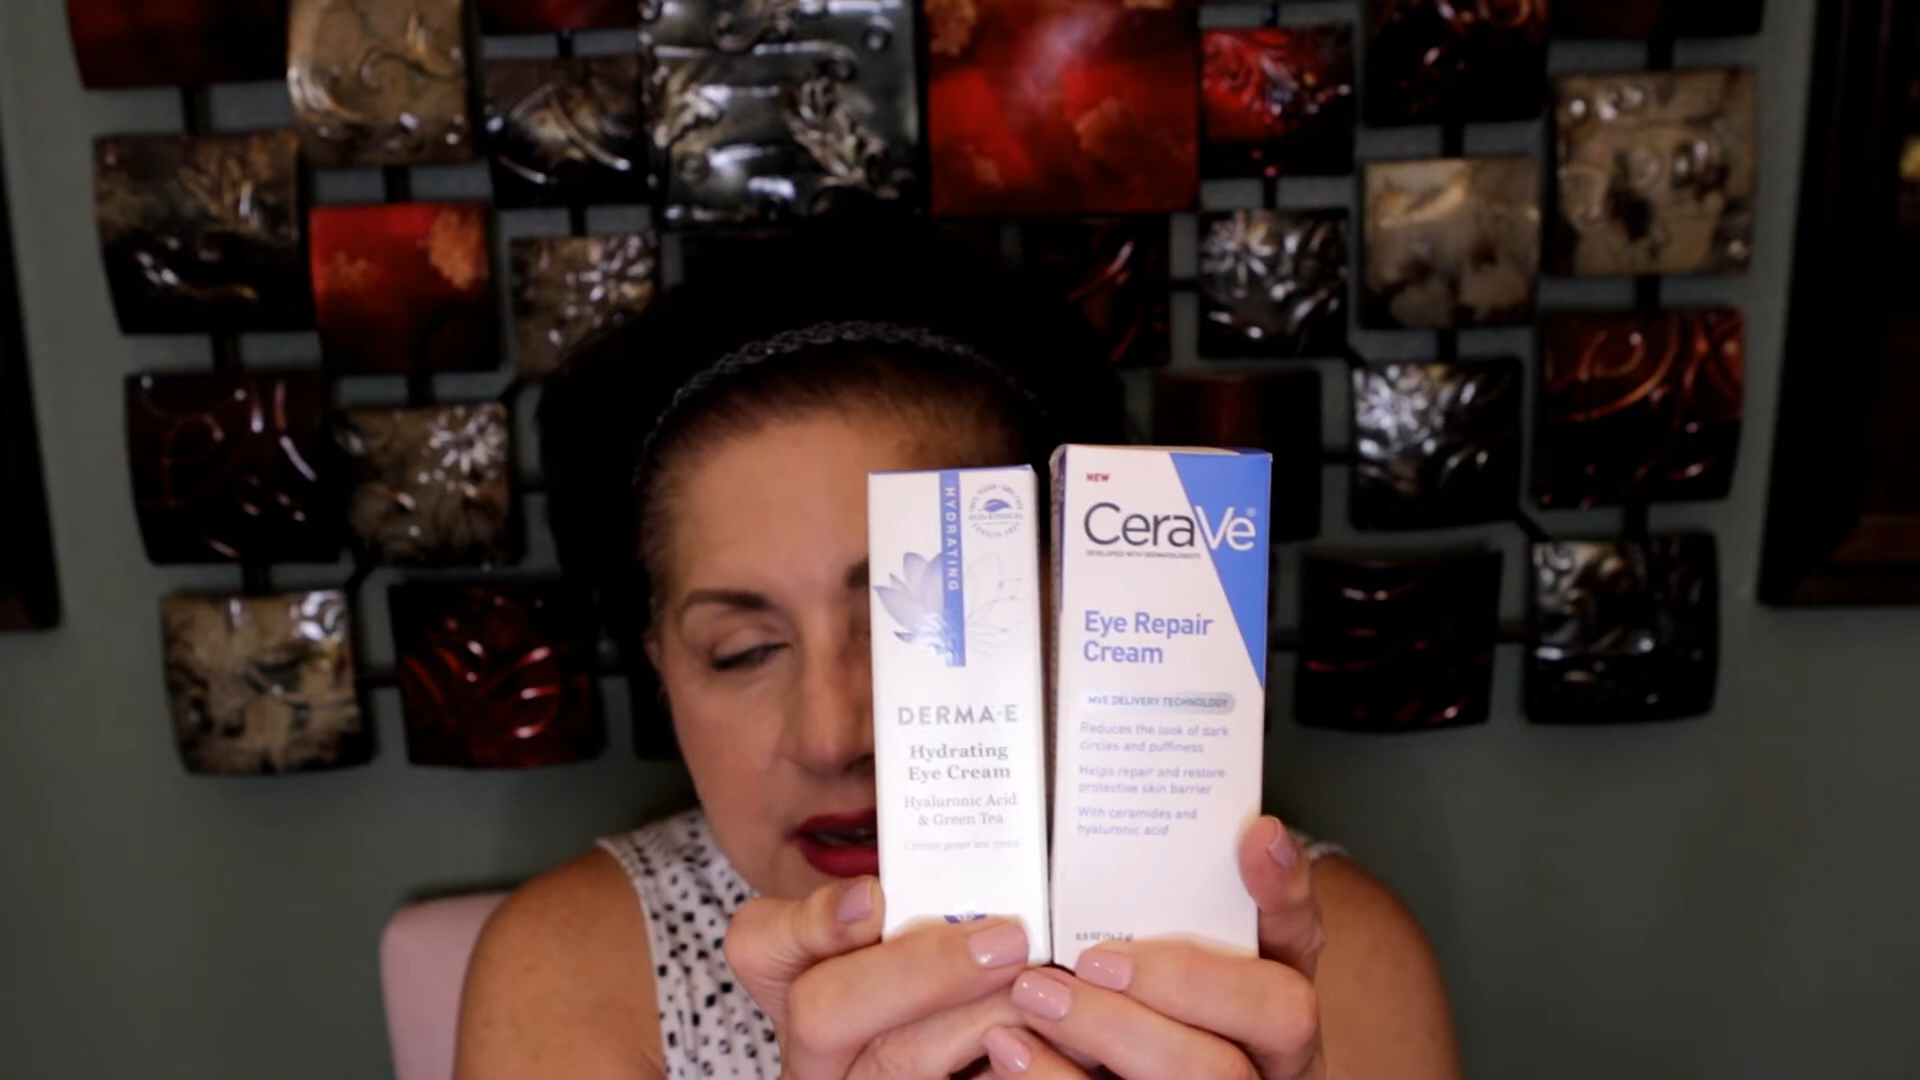 HYDRATING
DERMA·E
Hydrating
Eye Cream
Hyaluronic Acid
& Green Tea
Crème pour les yeux
NEW
CeraVe®
DEVELOPED WITH DERMATOLOGISTS
Eye Repair
Cream
MVE DELIVERY TECHNOLOGY
Reduces the look of dark
circles and puffiness
Helps repair and restore
protective skin barrier
With ceramides and
hyaluronic acid